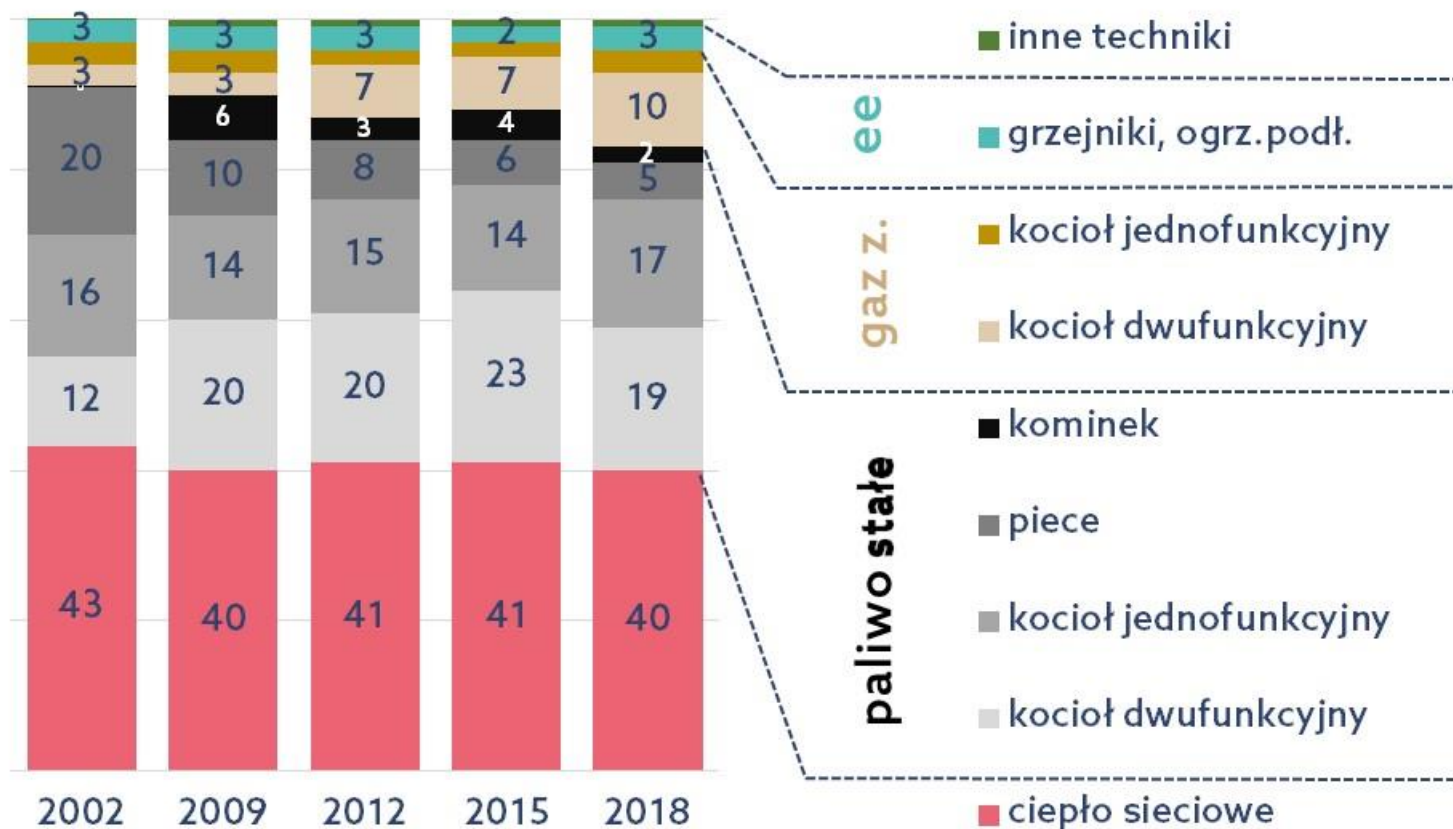 3 3 3 2 3
3 3 7 7 10
6 3 4 2
20 10 8 6 5
16 14 15 14 17
12 20 20 23 19
43 40 41 41 40
2002 2009 2012 2015 2018
inne techniki
ee
grzejniki, ogrz.podł.
gaz z.
kocioł jednofunkcyjny
kocioł dwufunkcyjny
paliwo stałe
kominek
piece
kocioł jednofunkcyjny
kocioł dwufunkcyjny
ciepło sieciowe